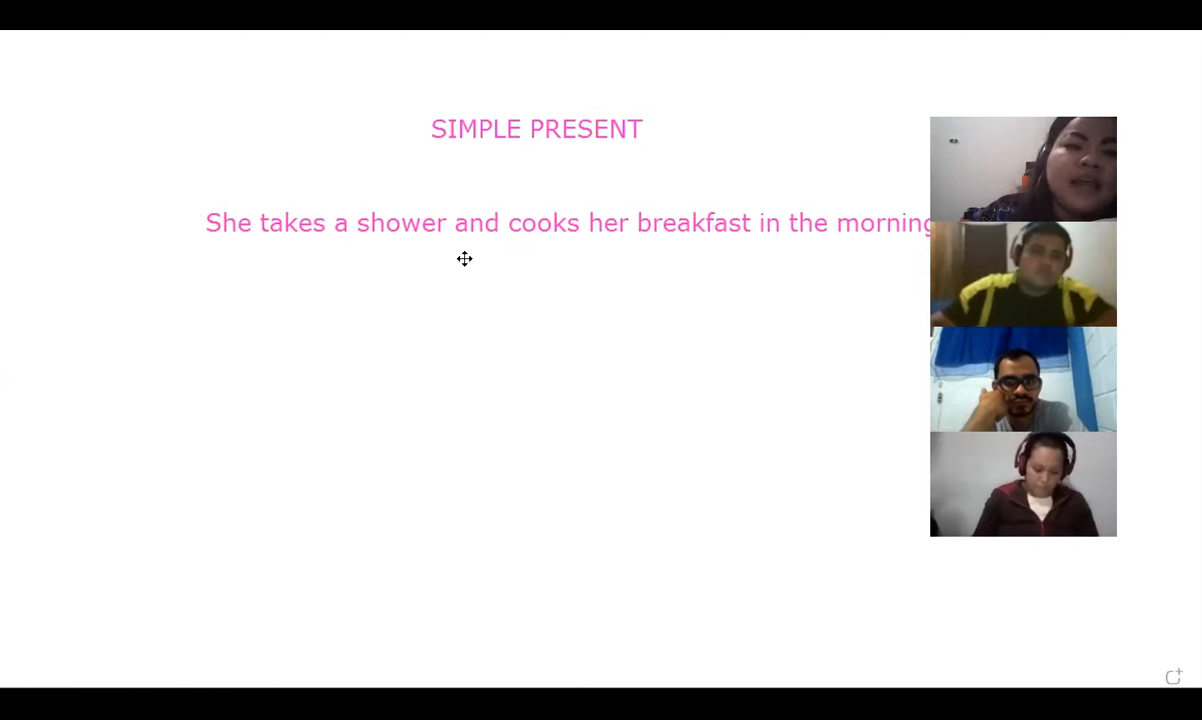 SIMPLE PRESENT
She takes a shower and cooks her breakfast in the morning